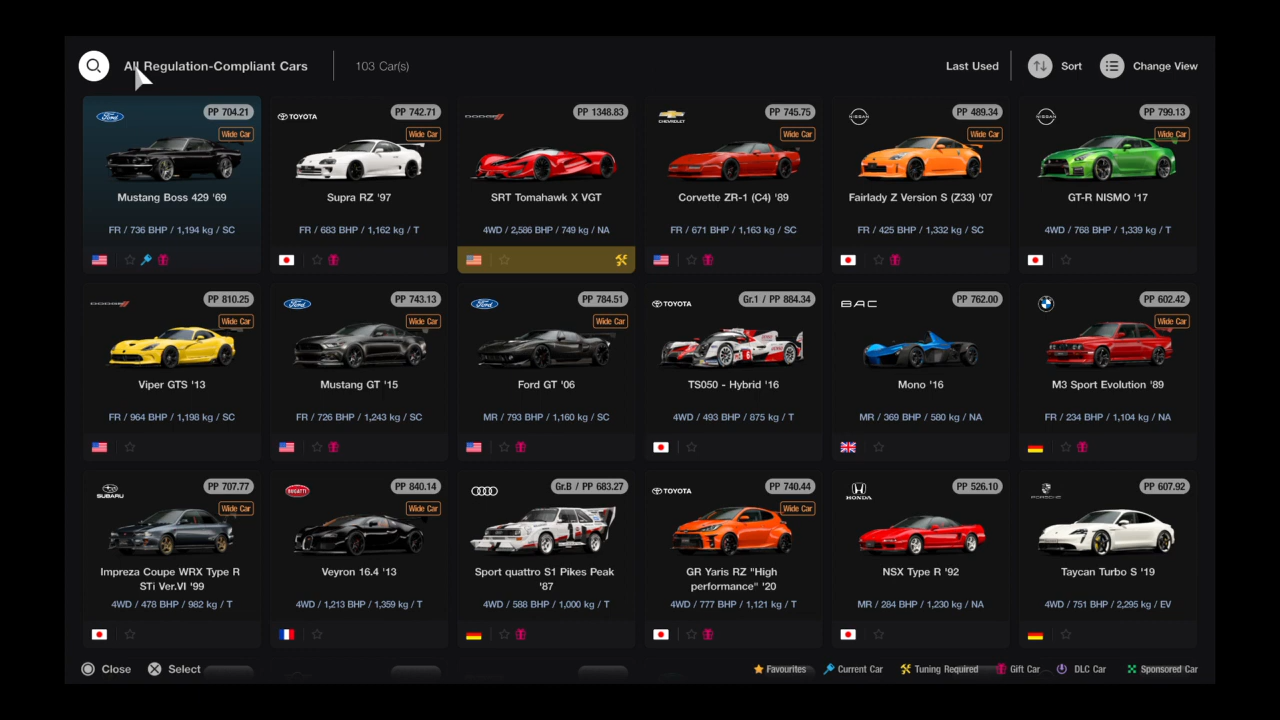 All Regulation-Compliant Cars
103 Car(s)
Last Used
Sort
Change View
Ford
PP 704.21
Wide Car
Mustang Boss 429 '69
FR / 736 BHP / 1,194 kg / SC
TOYOTA
PP 742.71
Wide Car
Supra RZ '97
FR / 683 BHP / 1,162 kg / T
PP 1348.83
SRT Tomahawk X VGT
4WD / 2,586 BHP / 749 kg / NA
CHEVROLET
PP 745.75
Wide Car
Corvette ZR-1 (C4) '89
FR / 671 BHP / 1,163 kg / SC
NISSAN
PP 489.34
Wide Car
Fairlady Z Version S (Z33) '07
FR / 425 BHP / 1,332 kg / SC
NISSAN
PP 799.13
Wide Car
GT-R NISMO '17
4WD / 768 BHP / 1,339 kg / T
PP 810.25
Wide Car
Viper GTS '13
FR / 964 BHP / 1,198 kg / SC
Ford
PP 743.13
Wide Car
Mustang GT '15
FR / 726 BHP / 1,243 kg / SC
Ford
PP 784.51
Wide Car
Ford GT '06
MR / 793 BHP / 1,160 kg / SC
TOYOTA
Gr.1 / PP 884.34
TS050 - Hybrid '16
4WD / 493 BHP / 875 kg / T
BAC
PP 762.00
Mono '16
MR / 369 BHP / 580 kg / NA
PP 602.42
Wide Car
M3 Sport Evolution '89
FR / 234 BHP / 1,104 kg / NA
SUBARU
PP 707.77
Wide Car
Impreza Coupe WRX Type R
STi Ver.VI '99
4WD / 478 BHP / 982 kg / T
BUGATTI
PP 840.14
Wide Car
Veyron 16.4 '13
4WD / 1,213 BHP / 1,359 kg / T
Gr.B / PP 683.27
Sport quattro S1 Pikes Peak
'87
4WD / 588 BHP / 1,000 kg / T
TOYOTA
PP 740.44
Wide Car
GR Yaris RZ "High
performance" '20
4WD / 777 BHP / 1,121 kg / T
HONDA
PP 526.10
NSX Type R '92
MR / 284 BHP / 1,230 kg / NA
PORSCHE
PP 607.92
Taycan Turbo S '19
4WD / 751 BHP / 2,295 kg / EV
Close
Select
Favourites
Current Car
Tuning Required
Gift Car
DLC Car
Sponsored Car